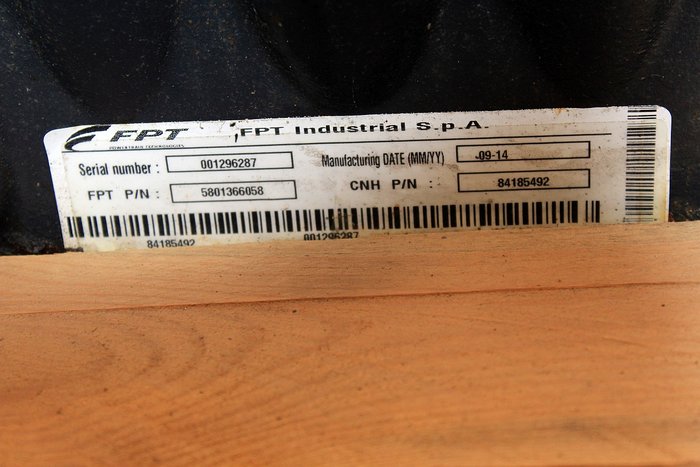 FPT FPT Industrial S.p.A.
POWERTRAIN TECHNOLOGIES
Serial number : 001296287 Manufacturing DATE (MM/YY) 09-14
FPT P/N : 5801366058 CNH P/N : 84185492
84185492 001296287